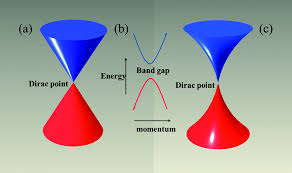 (a)
(b)
(c)
Energy
Band gap
Dirac point
Dirac point
momentum